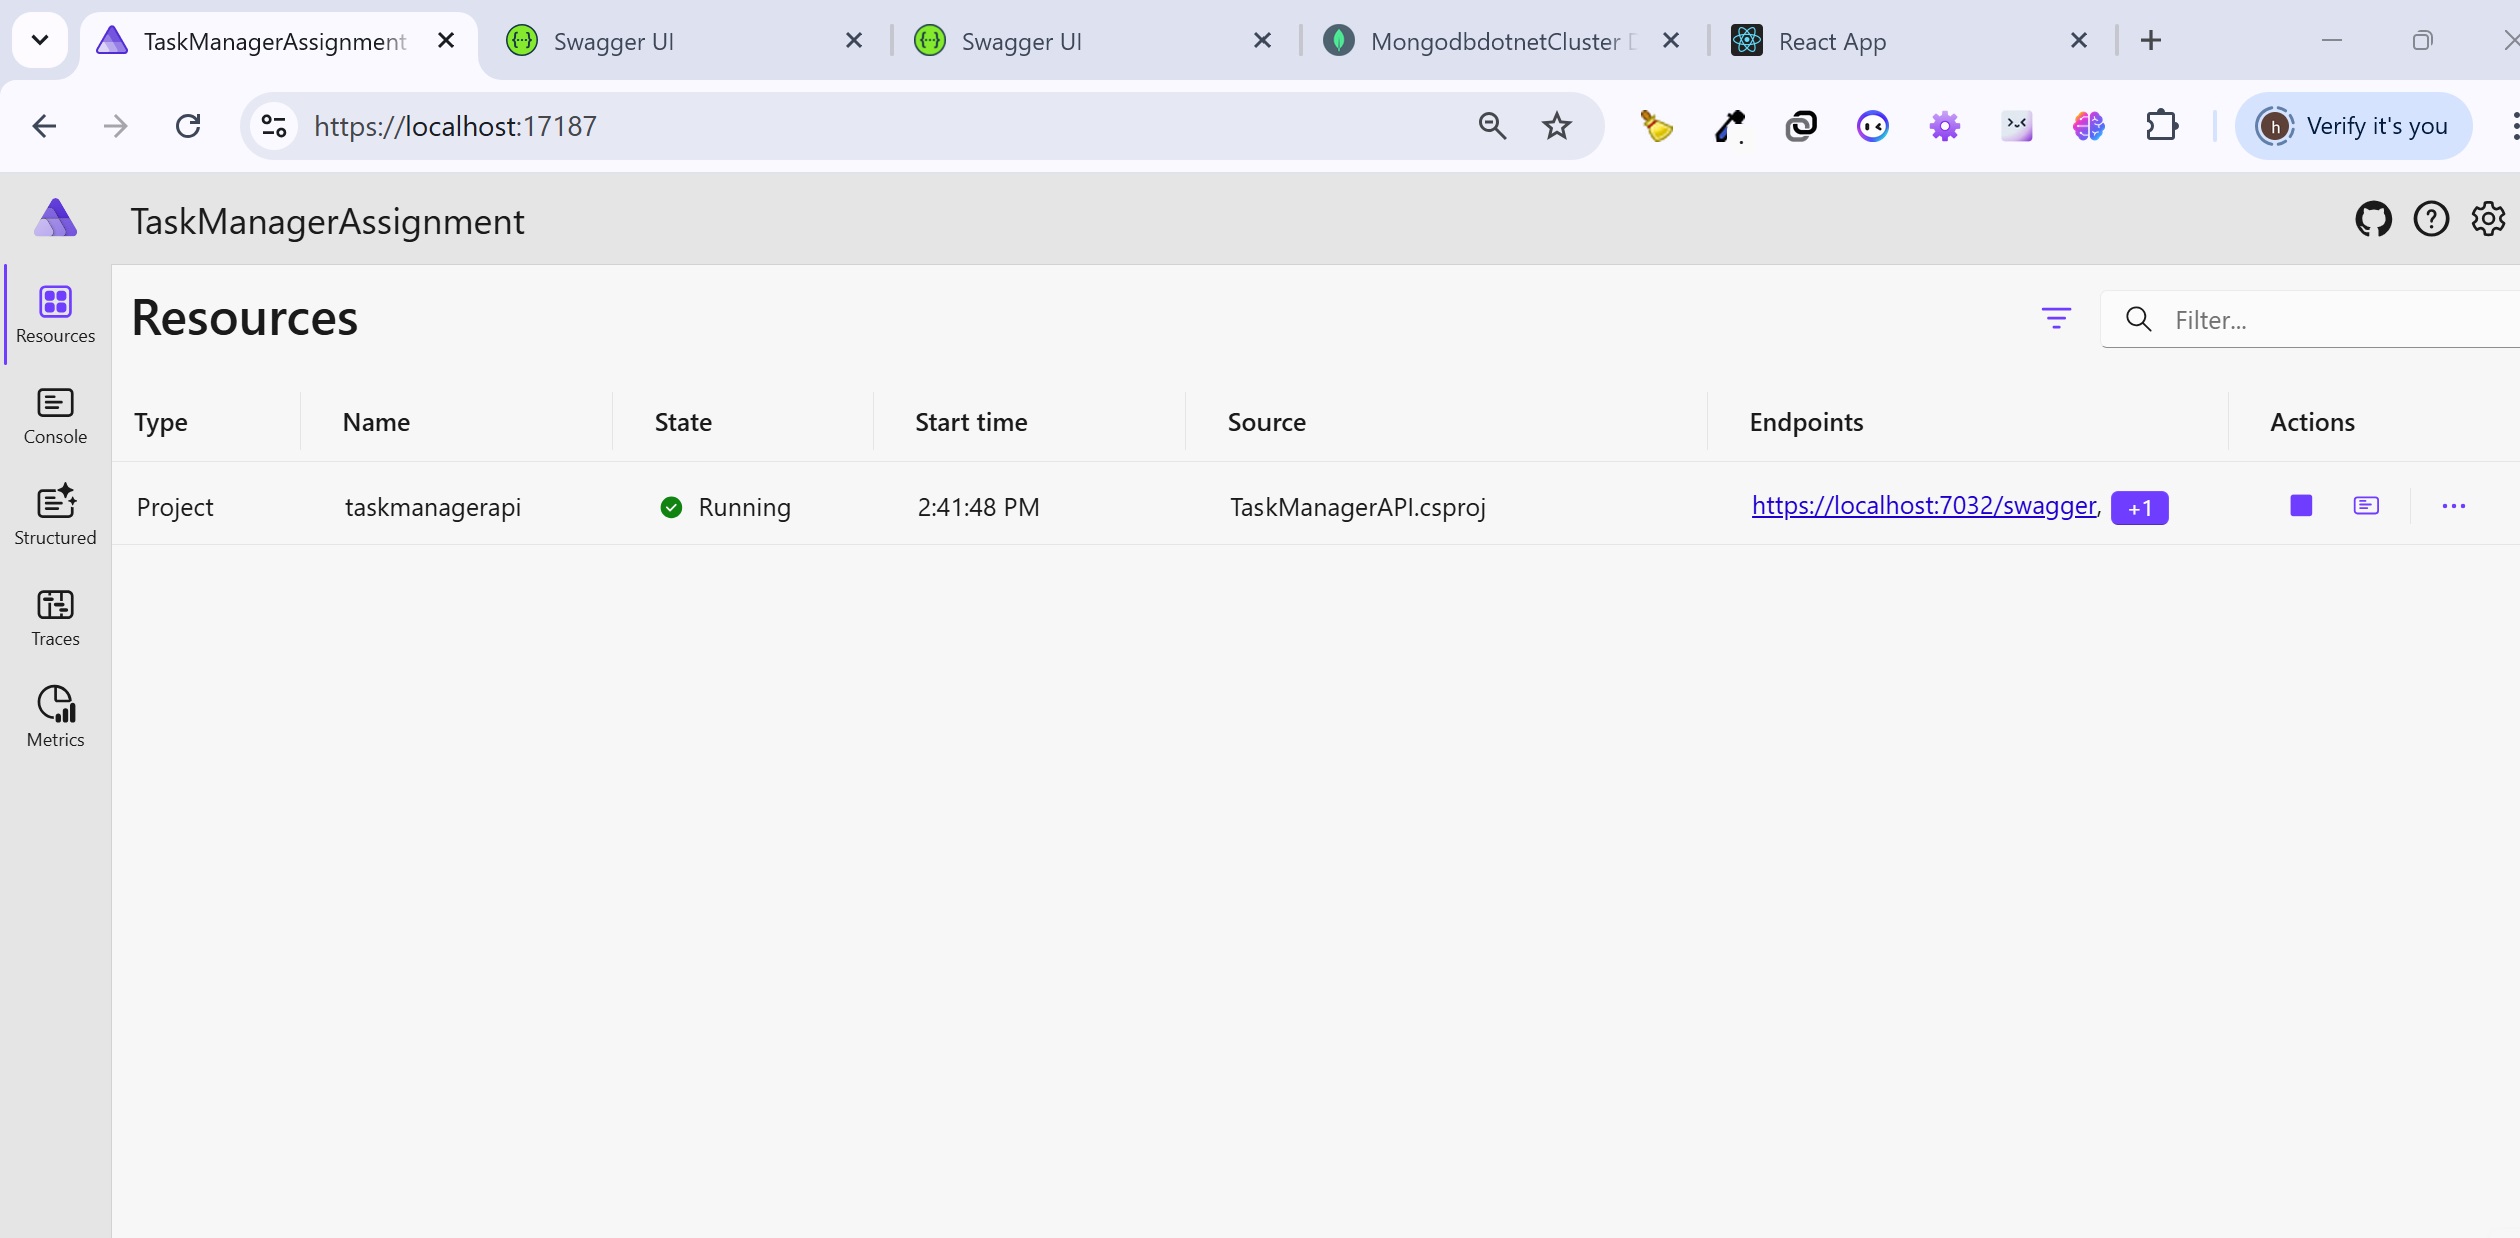 TaskManagerAssignment
Swagger UI
Swagger UI
MongodbdotnetCluster
React App
https://localhost:17187
h
Verify it's you
TaskManagerAssignment
Resources
Console
Structured
Traces
Metrics
Resources
Filter...
Type Name State Start time Source Endpoints Actions
Project taskmanagerapi Running 2:41:48 PM TaskManagerAPI.csproj https://localhost:7032/swagger, +1